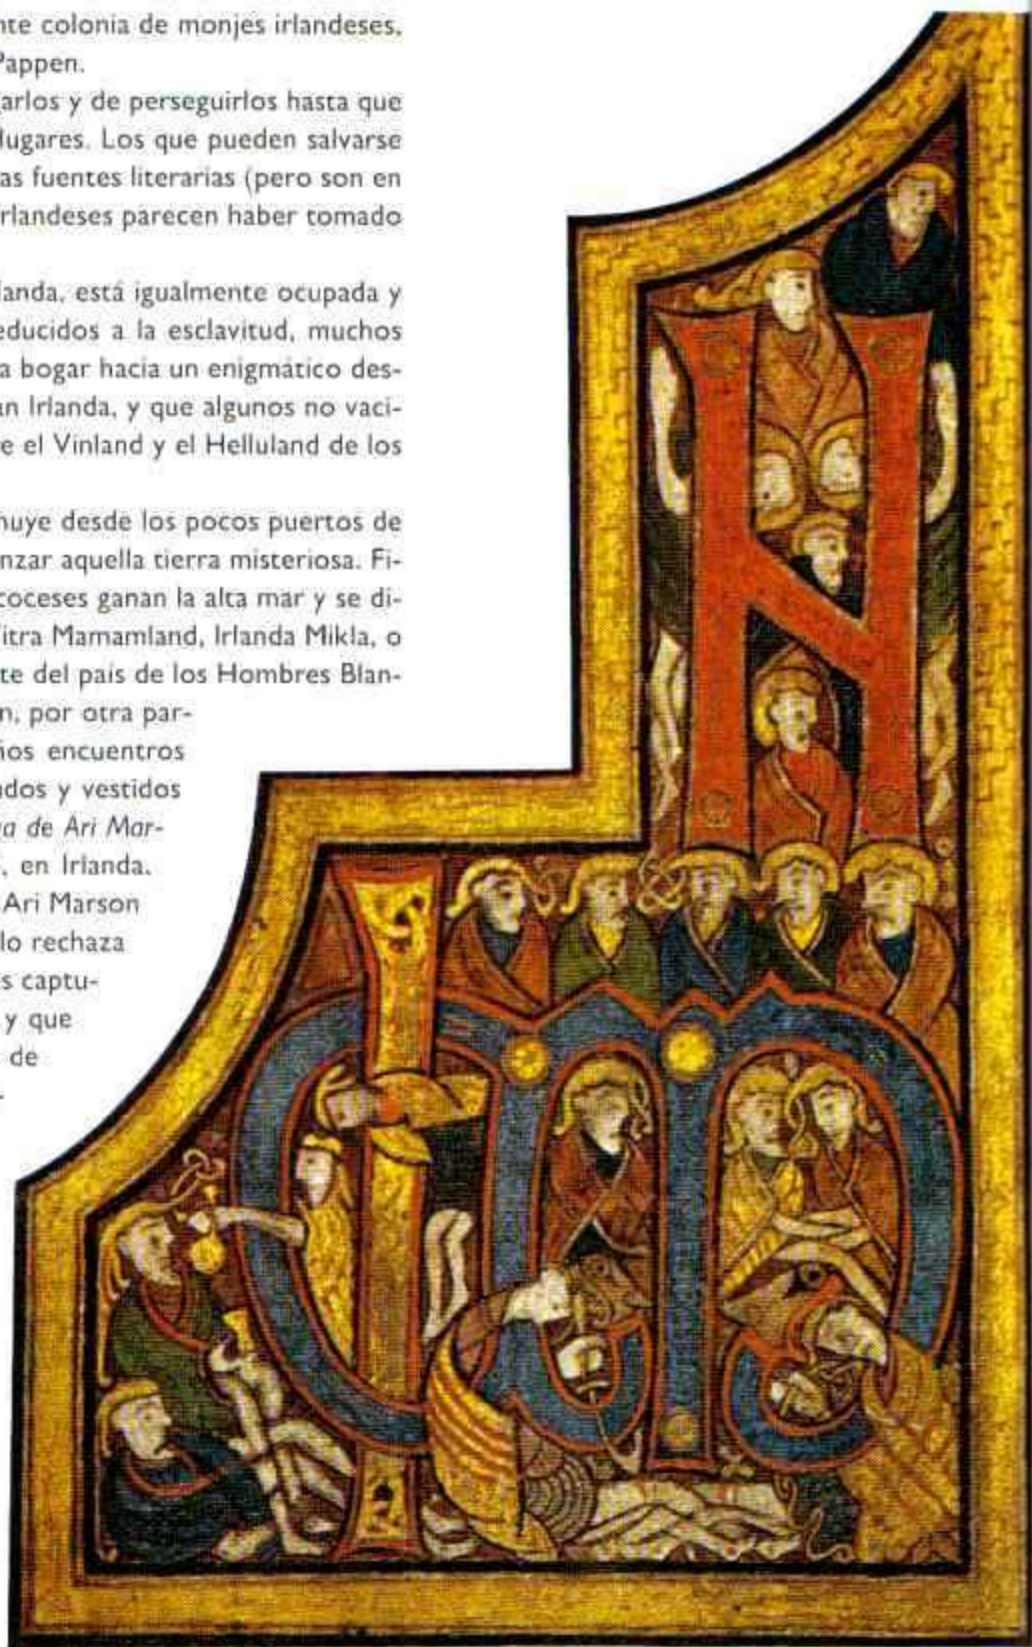 nte colonia de monjes irlandeses,
Pappen.
arlos y de perseguirlos hasta que
lugares. Los que pueden salvarse
as fuentes literarias (pero son en
rlandeses parecen haber tomado
landa, está igualmente ocupada y
educidos a la esclavitud, muchos
a bogar hacia un enigmático des-
an Irlanda, y que algunos no vaci-
e el Vinland y el Helluland de los
nuye desde los pocos puertos de
nzar aquella tierra misteriosa. Fi-
coceses ganan la alta mar y se di-
itra Mamamland, Irlanda Mikla, o
te del país de los Hombres Blan-
n, por otra par-
ños encuentros
ados y vestidos
a de Ari Mar-
, en Irlanda.
Ari Marson
lo rechaza
s captu-
y que
de
N